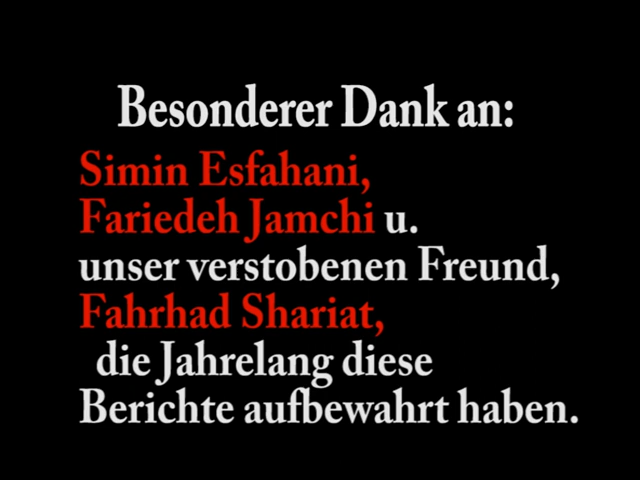 Besonderer Dank an:
Simin Esfahani,
Fariedeh Jamchi u.
unser verstobenen Freund,
Fahrhad Shariat,
die Jahrelang diese
Berichte aufbewahrt haben.